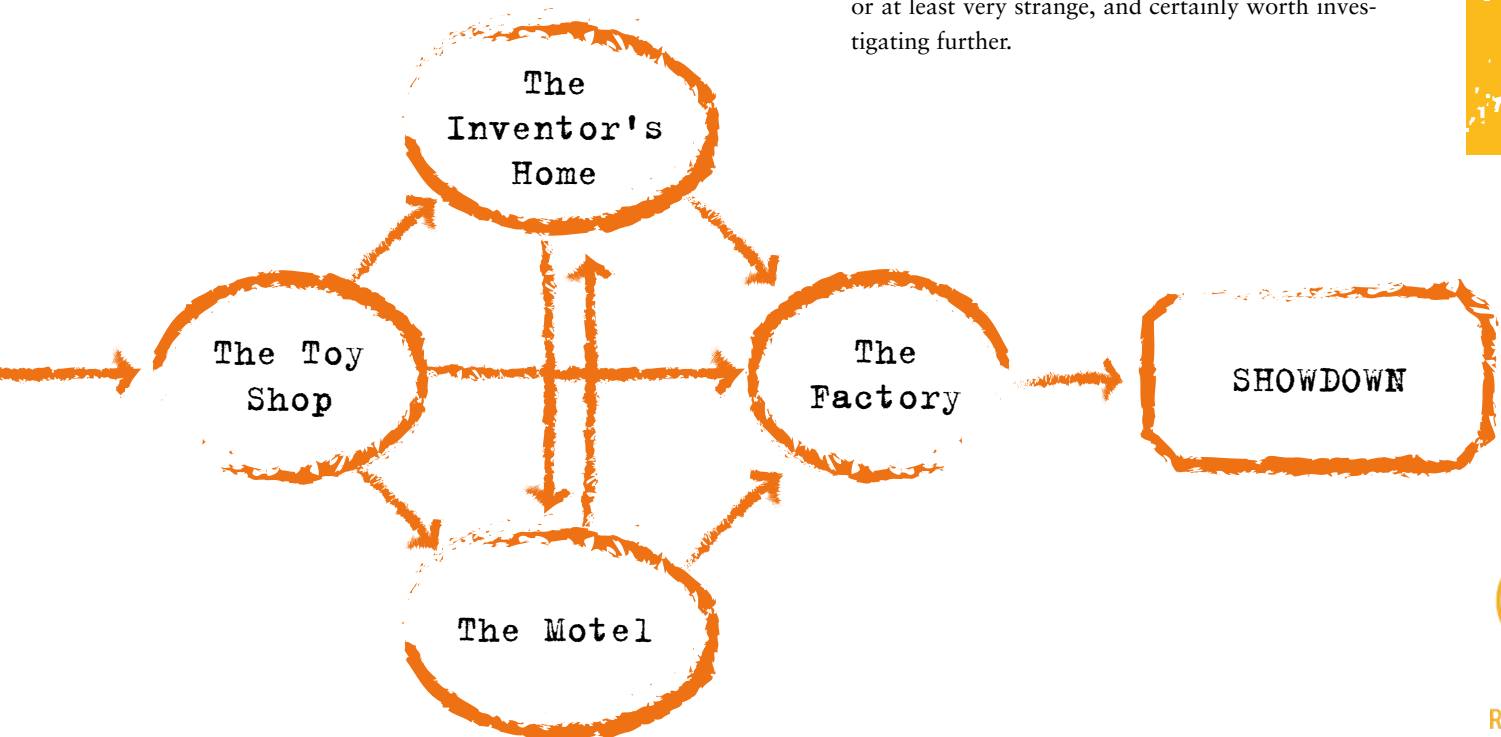 or at least very strange, and certainly worth inves-
tigating further.
The
Inventor's
Home
The Toy
Shop
The
Factory
SHOWDOWN
The Motel
R